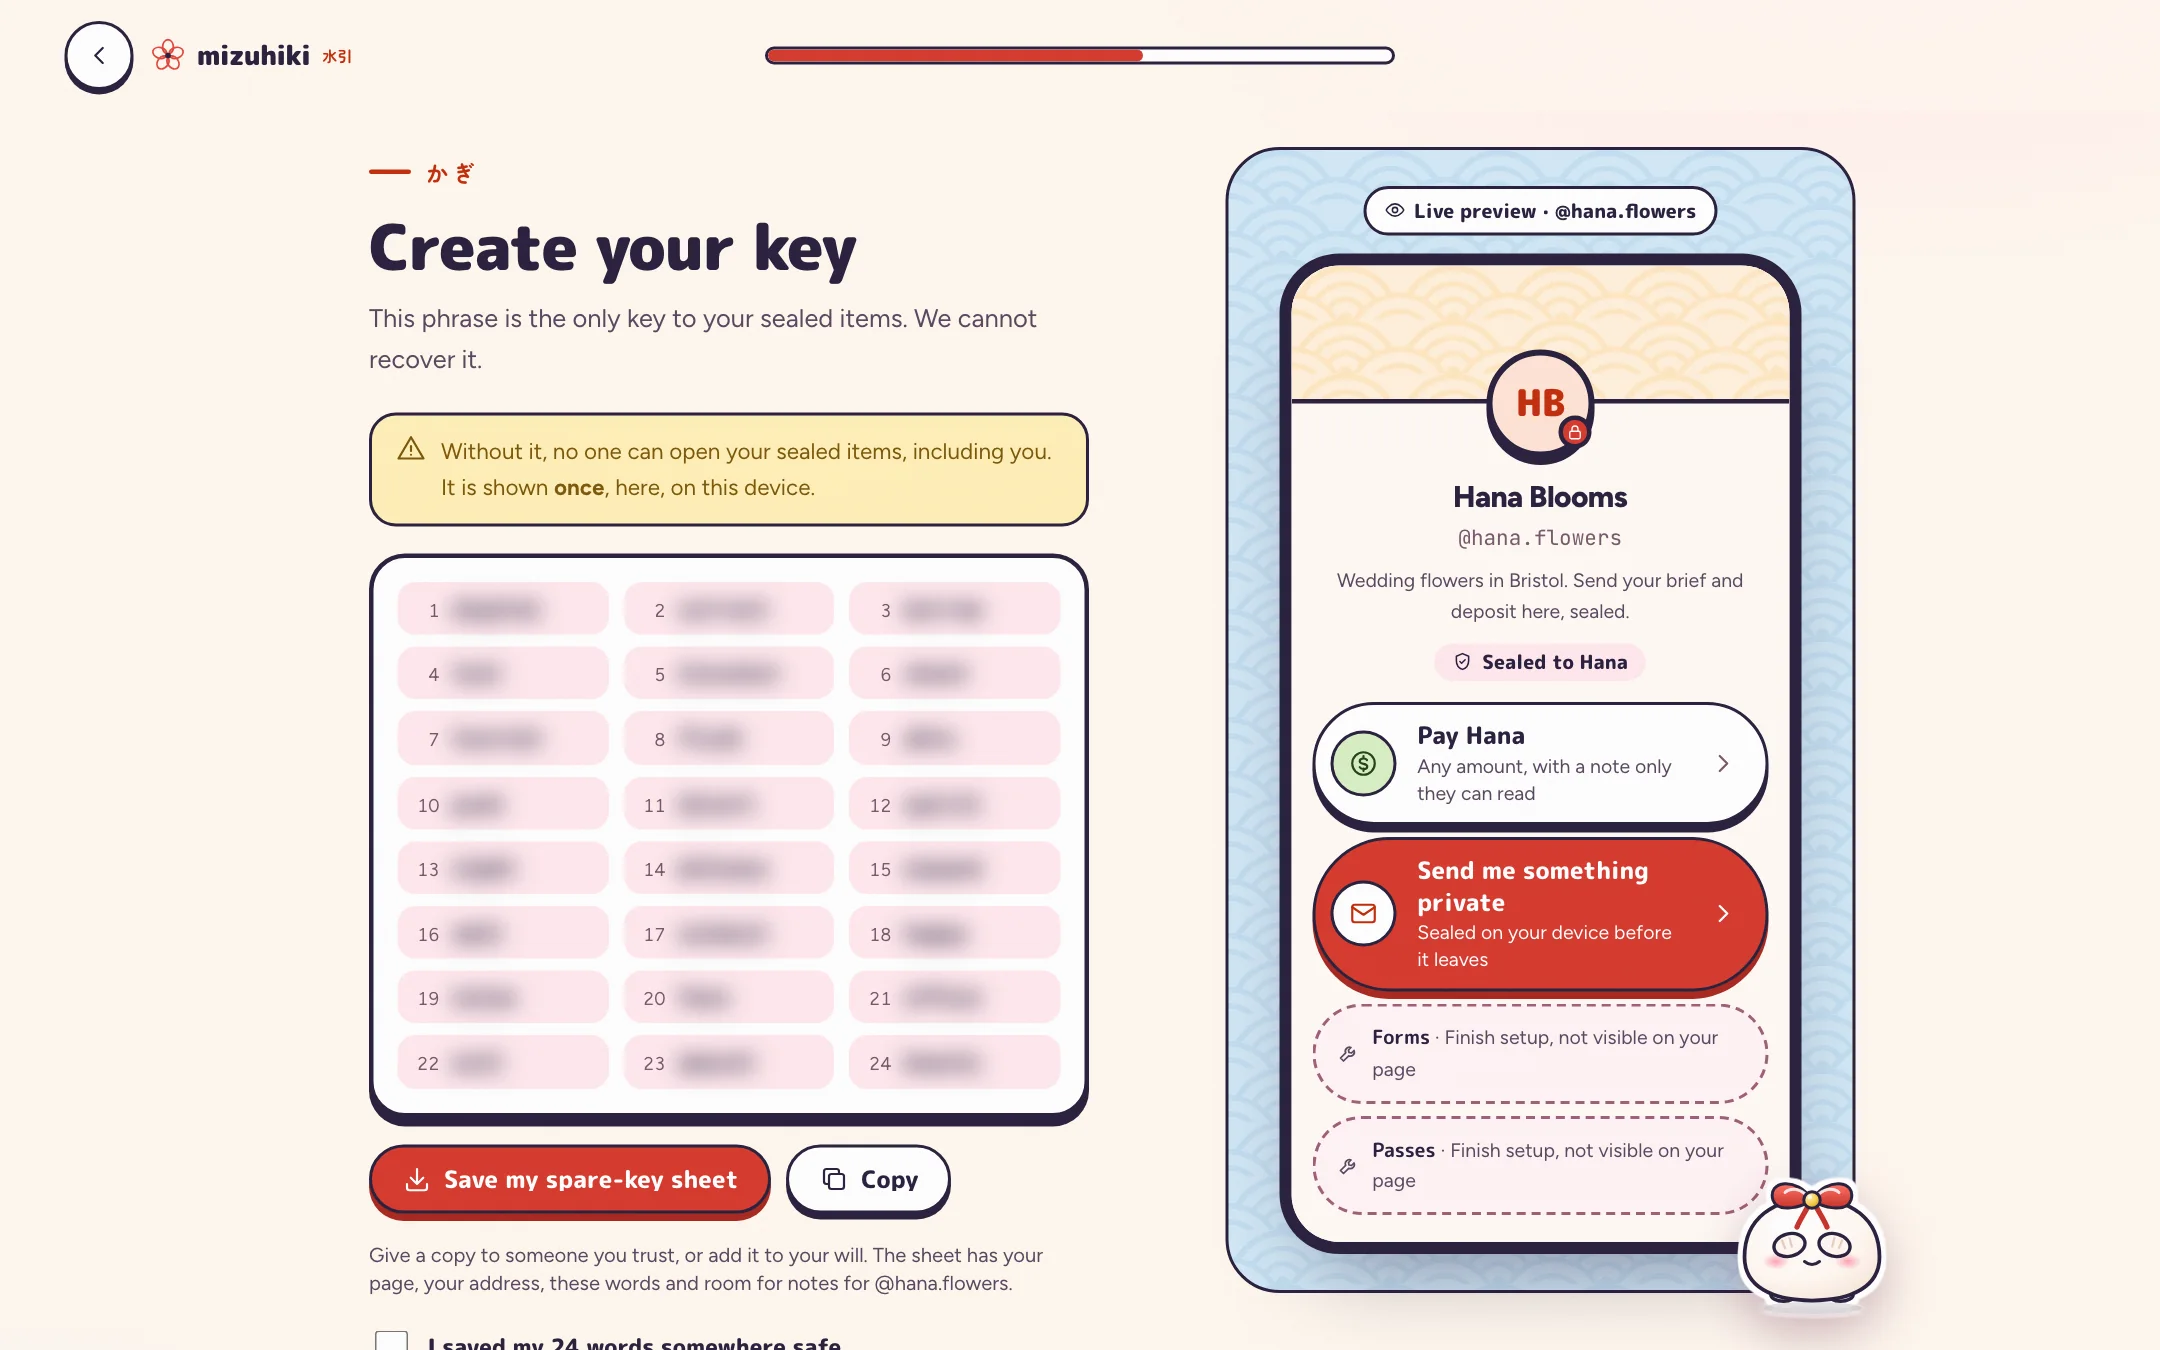 mizuhiki 水引
かぎ
Create your key
This phrase is the only key to your sealed items. We cannot
recover it.
Without it, no one can open your sealed items, including you.
It is shown once, here, on this device.
1
2
3
4
5
6
7
8
9
10
11
12
13
14
15
16
17
18
19
20
21
22
23
24
Save my spare-key sheet
Copy
Give a copy to someone you trust, or add it to your will. The sheet has your
page, your address, these words and room for notes for @hana.flowers.
I saved my 24 words somewhere safe
Live preview · @hana.flowers
HB
Hana Blooms
@hana.flowers
Wedding flowers in Bristol. Send your brief and
deposit here, sealed.
Sealed to Hana
Pay Hana
Any amount, with a note only
they can read
Send me something
private
Sealed on your device before
it leaves
Forms · Finish setup, not visible on your
page
Passes · Finish setup, not visible on your
page